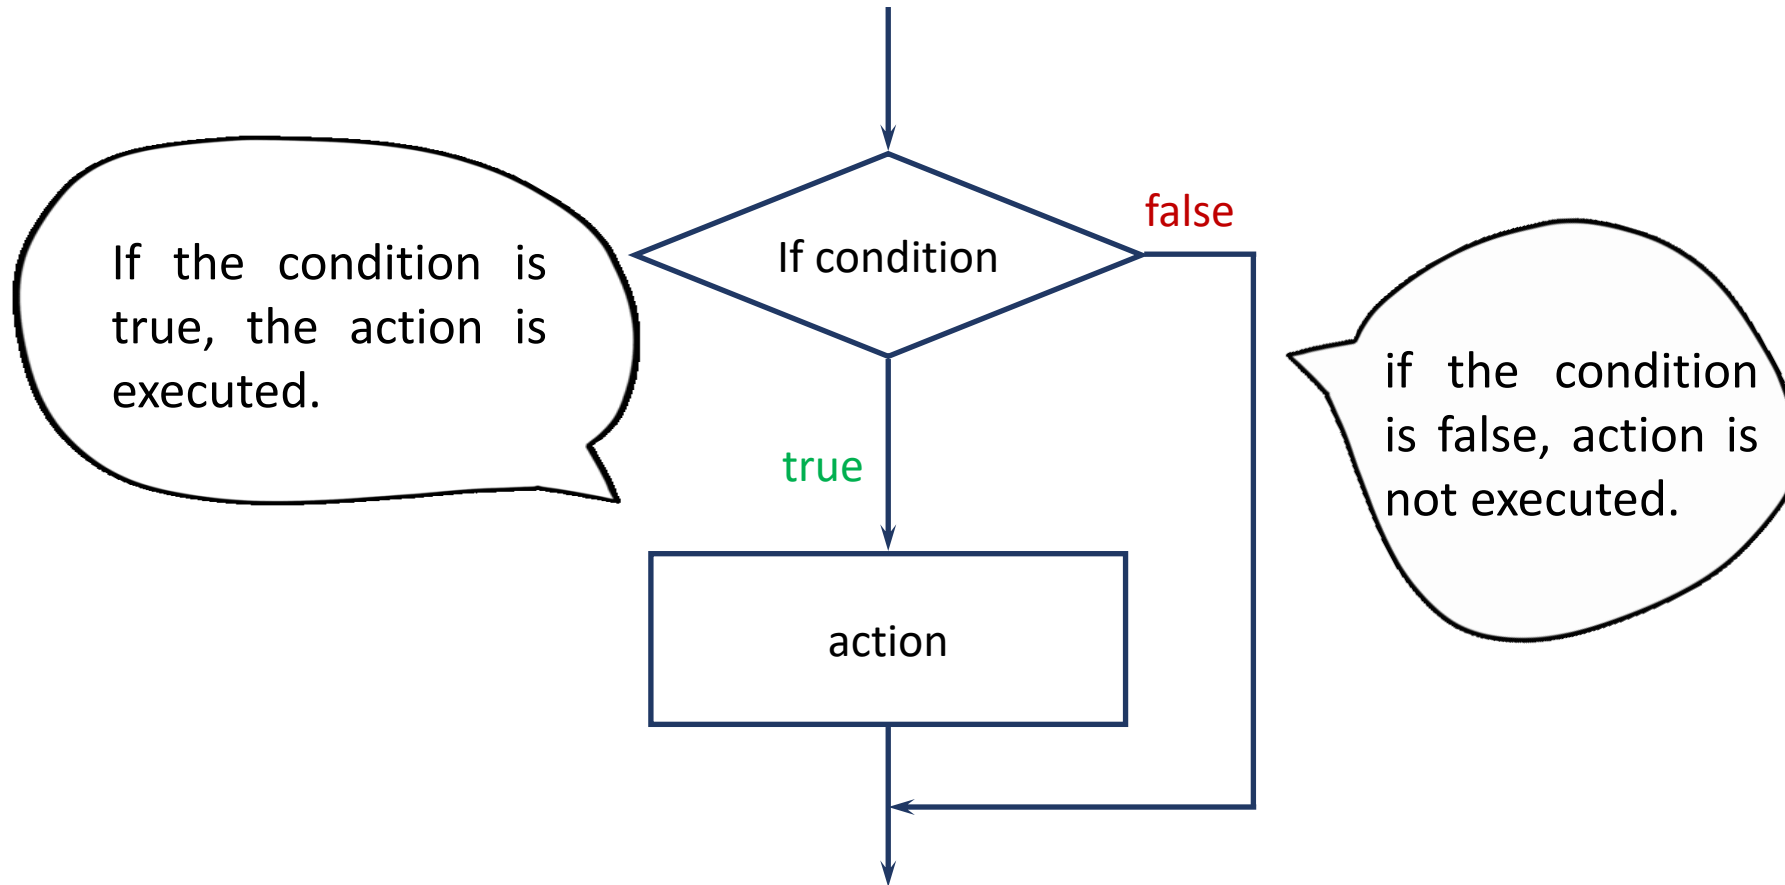 false
If condition
If the condition is
true, the action is
executed.
if the condition
is false, action is
not executed.
true
action